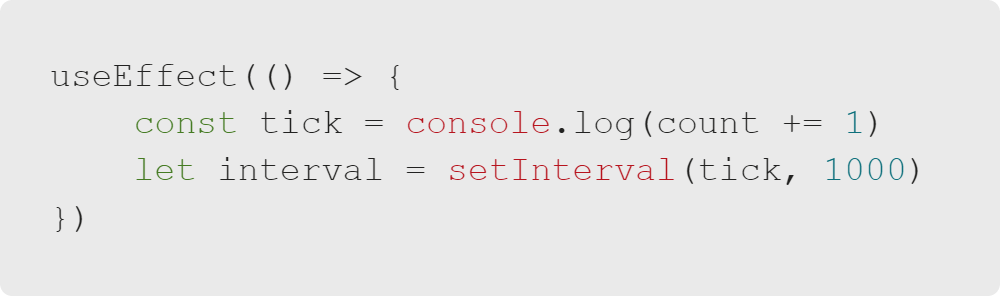 useEffect(() => {
    const tick = console.log(count += 1)
    let interval = setInterval(tick, 1000)
})